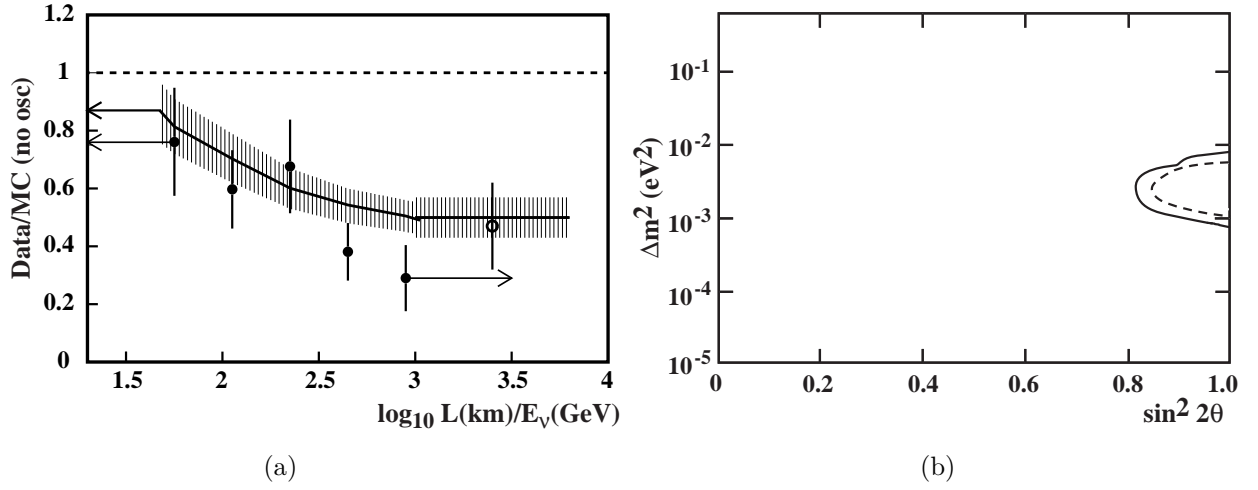 1.2
1
0.8
0.6
0.4
0.2
0
Data/MC (no osc)
1.5 2 2.5 3 3.5 4
log₁₀ L(km)/Eᵥ(GeV)
(a)
10⁻¹
10⁻²
10⁻³
10⁻⁴
10⁻⁵
Δm² (eV²)
0 0.2 0.4 0.6 0.8 1.0
sin² 2θ
(b)